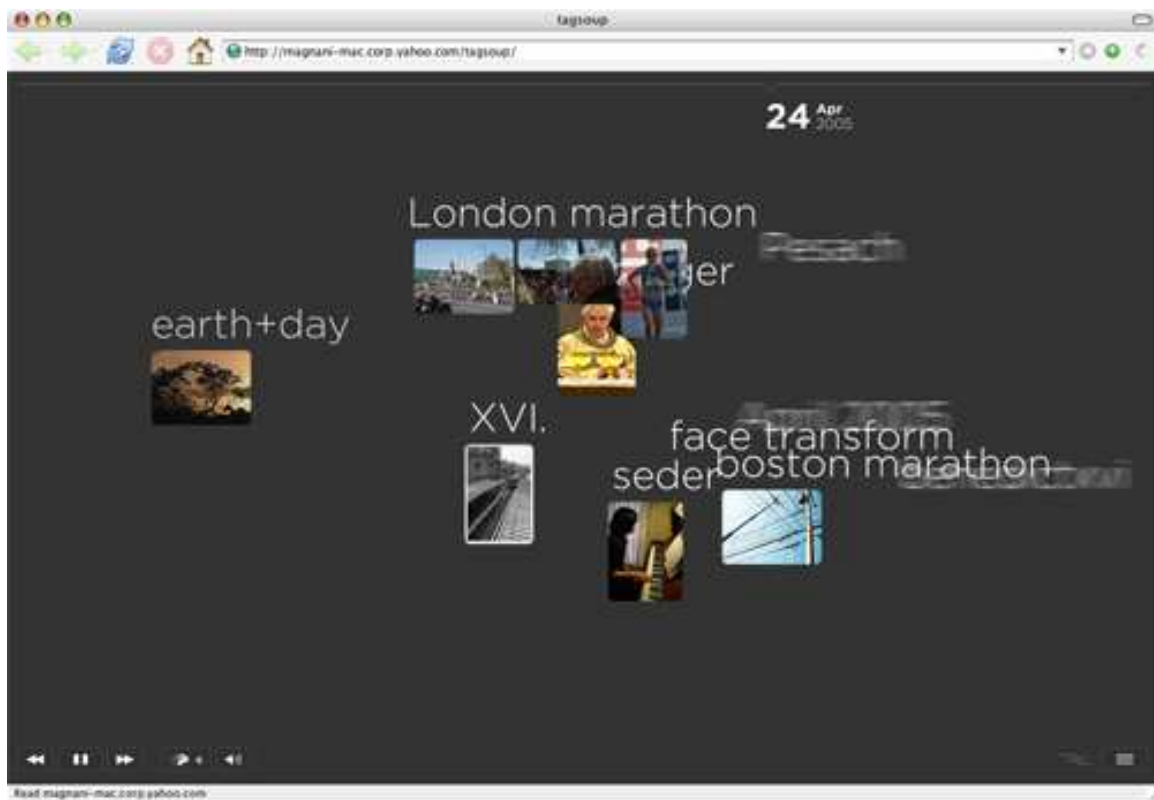 tagsoup
http://magnani-mac.corp.yahoo.com/tagsoup/
24 Apr
2005
London marathon
Pesach
ger
earth+day
XVI.
face transform
boston marathon
seder
Read magnani-mac.corp.yahoo.com